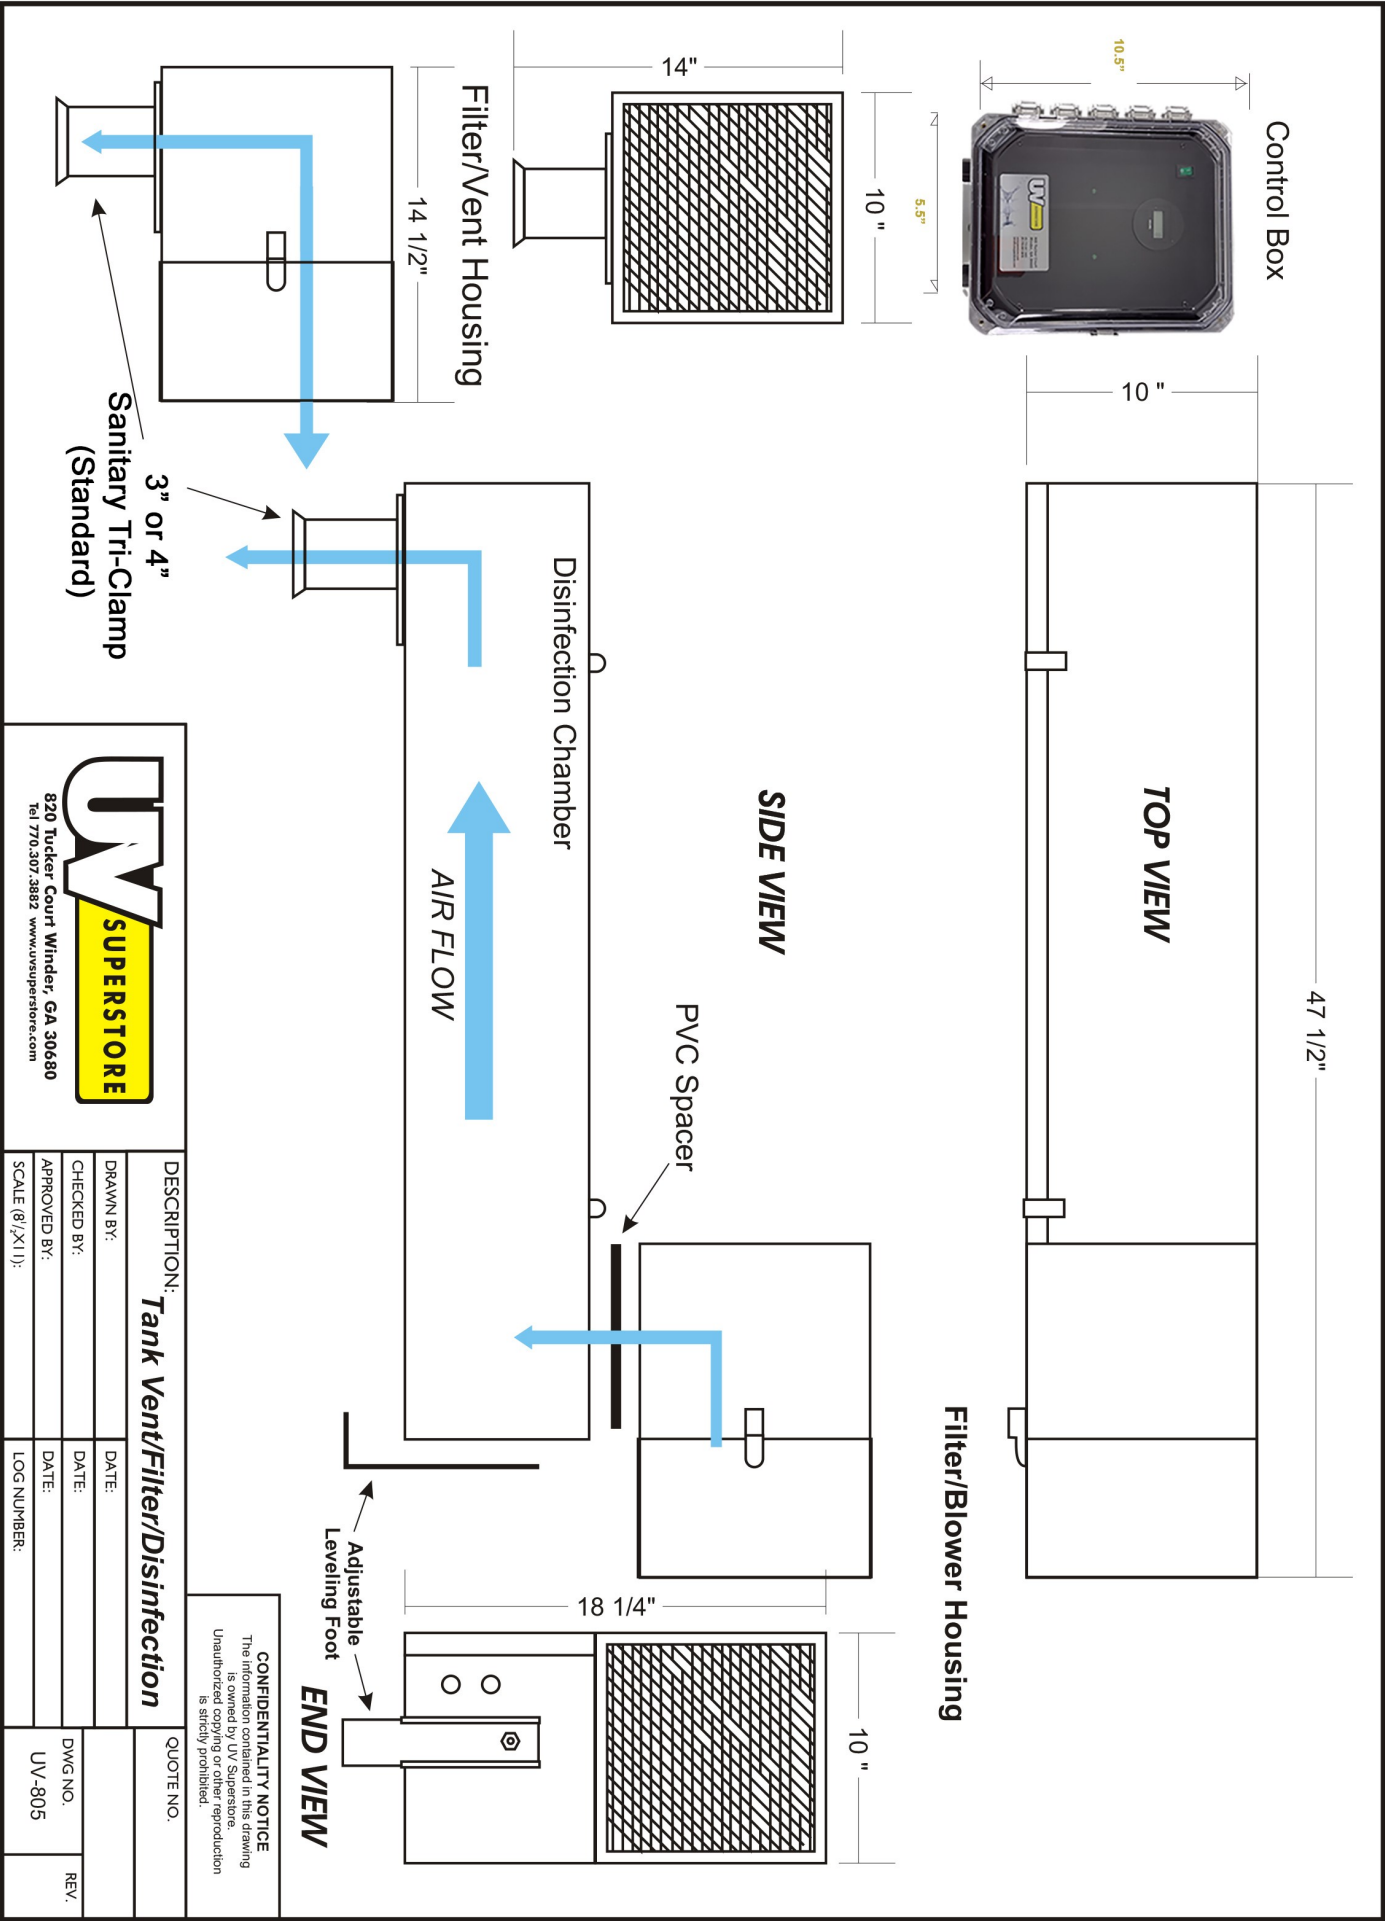 Control Box
10.5"
5.5"
14"
10 "
Filter/Vent Housing
14 1/2"
3” or 4”
Sanitary Tri-Clamp
(Standard)
10 "
47 1/2"
TOP VIEW
SIDE VIEW
Disinfection Chamber
AIR FLOW
PVC Spacer
Filter/Blower Housing
18 1/4"
10 "
Adjustable
Leveling Foot
END VIEW
CONFIDENTIALITY NOTICE
The information contained in this drawing
is owned by UV Superstore.
Unauthorized copying or other reproduction
is strictly prohibited.
UV SUPERSTORE
820 Tucker Court Winder, GA 30680
Tel 770.307.3882 www.uvsuperstore.com
DESCRIPTION:
Tank Vent/Filter/Disinfection
QUOTE NO.
DRAWN BY:
DATE:
CHECKED BY:
DATE:
APPROVED BY:
DATE:
SCALE (8½X11):
LOG NUMBER:
DWG NO.
UV-805
REV.